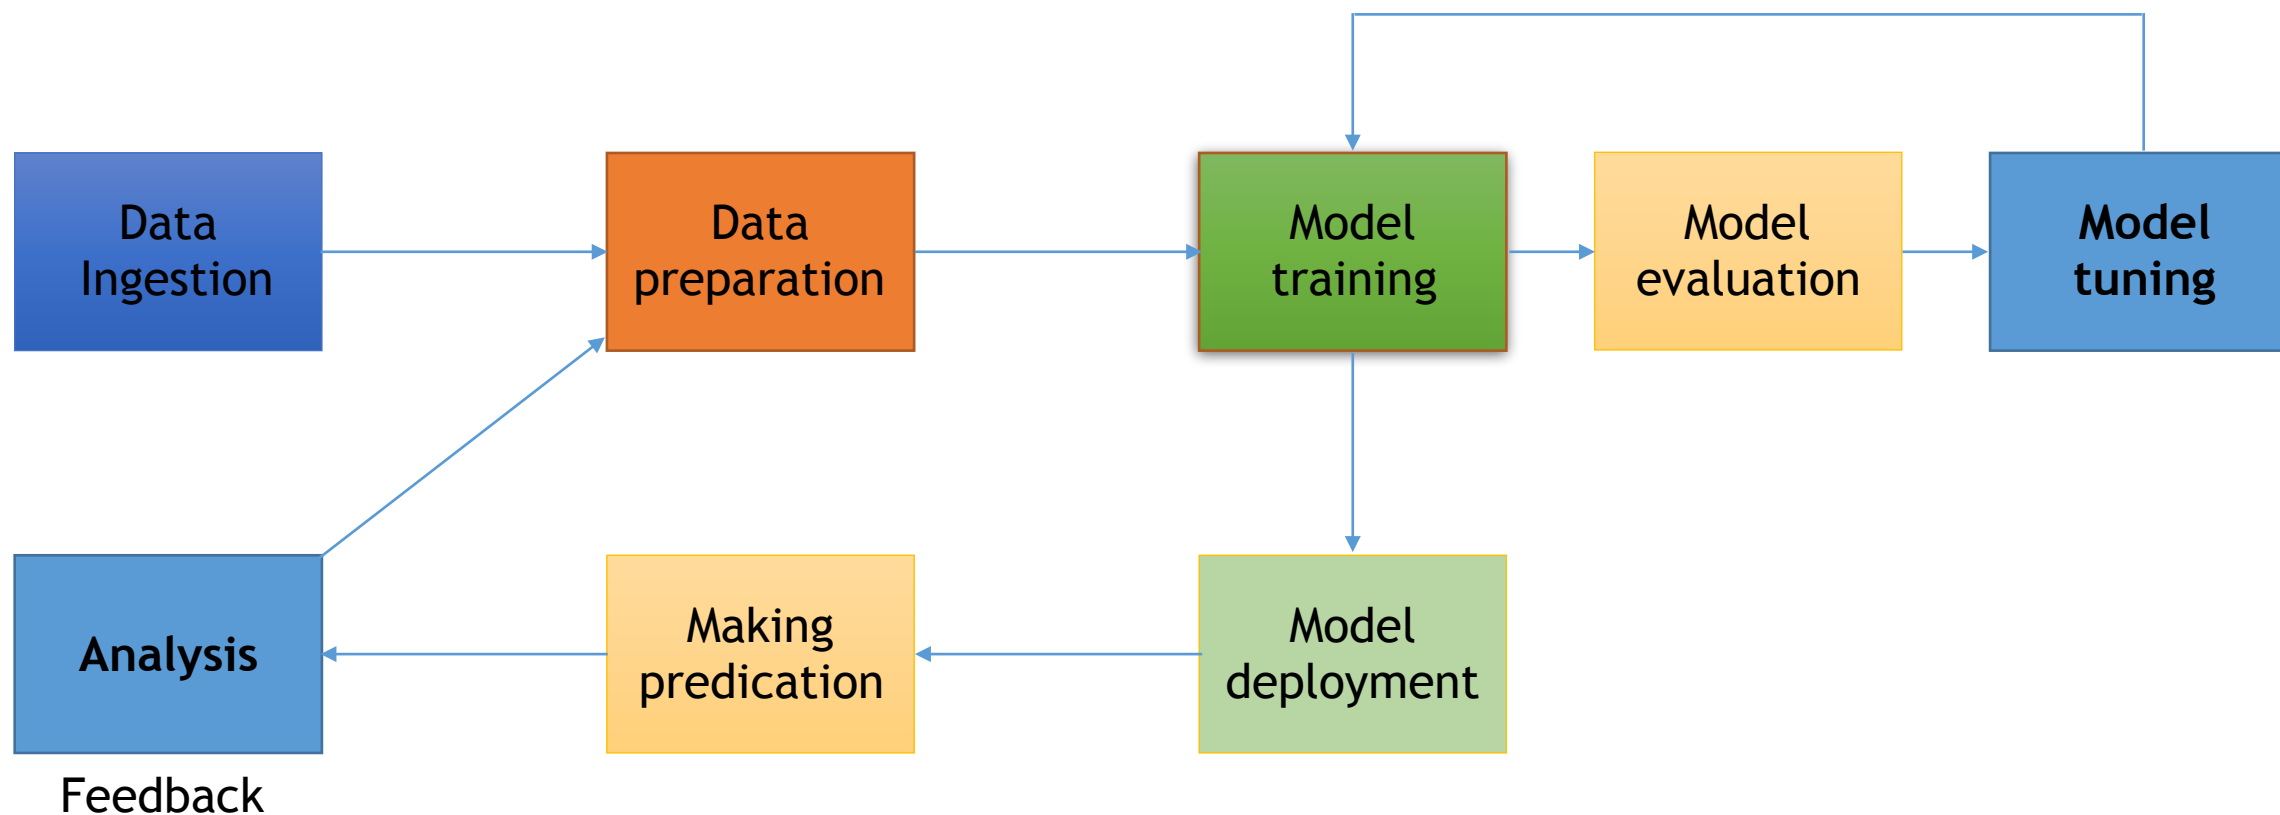 Data
Ingestion
Data
preparation
Model
training
Model
evaluation
Model
tuning
Analysis
Making
predication
Model
deployment
Feedback